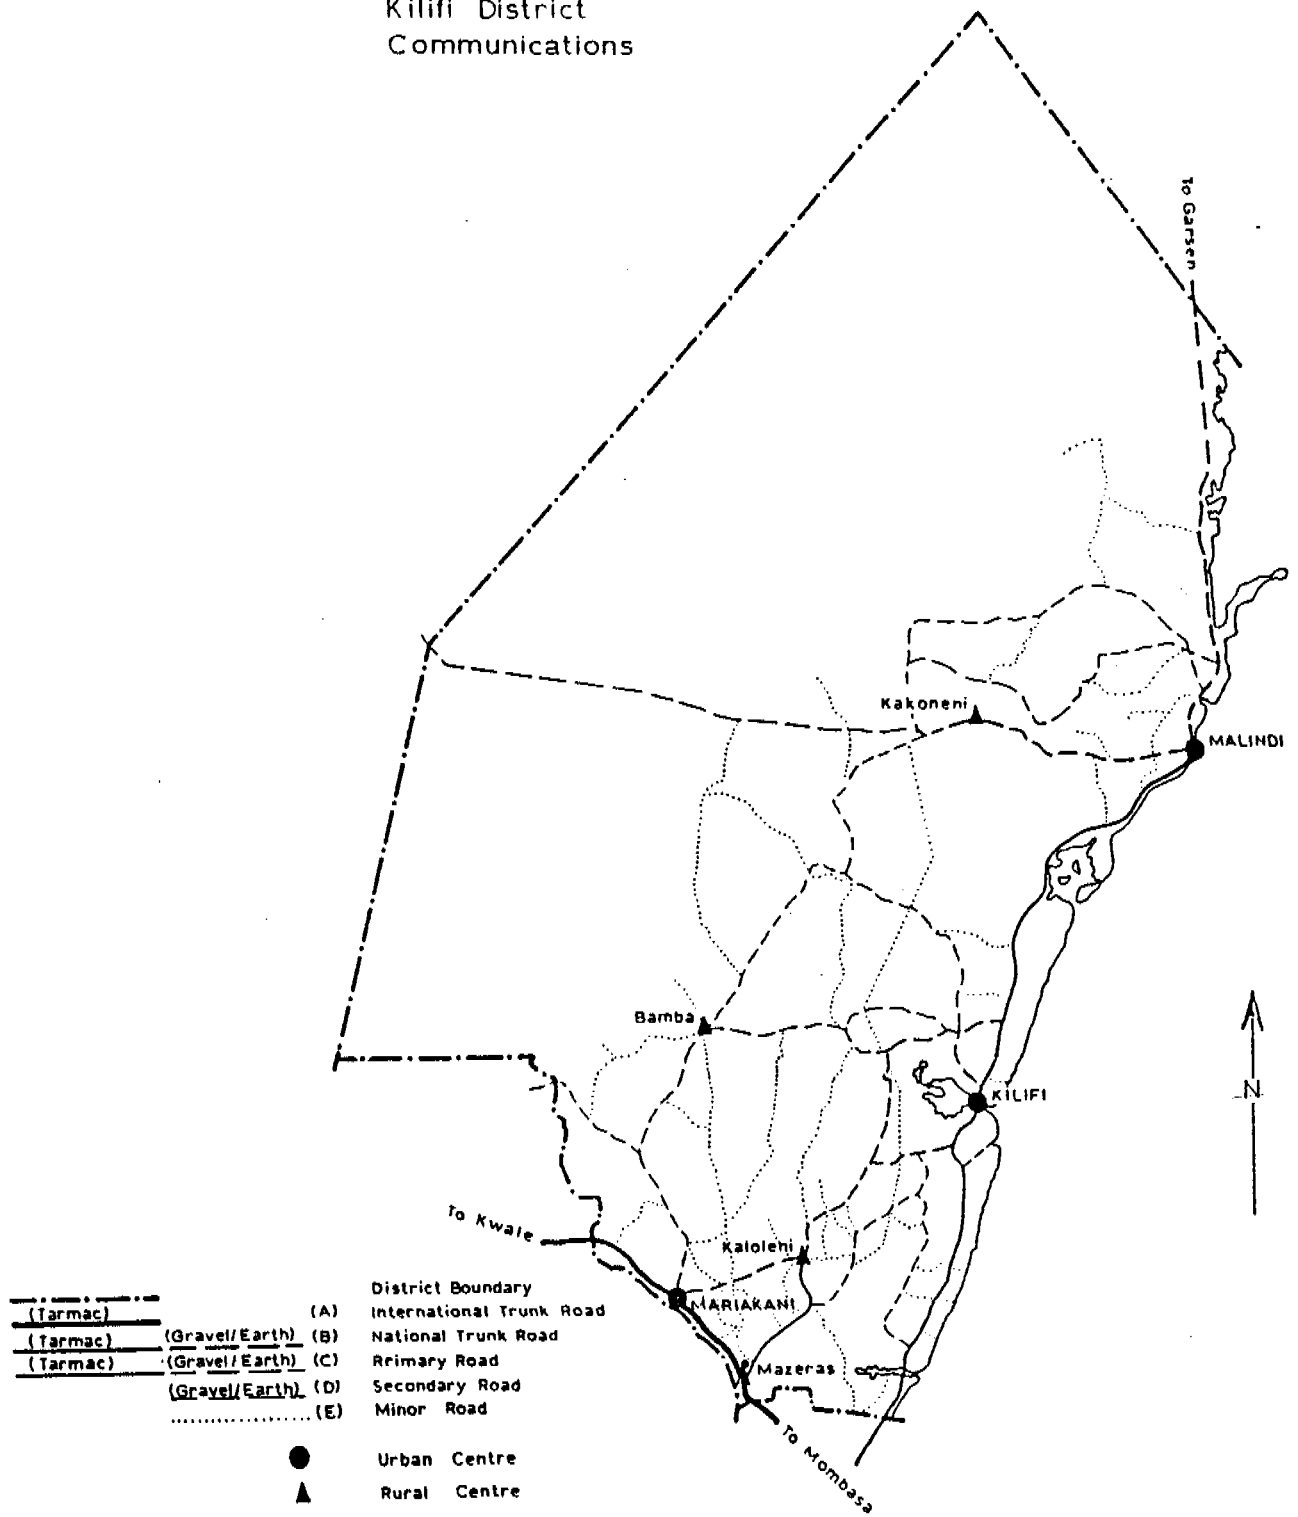 Kilifi District
Communications
To Garsen
Kakoneni
MALINDI
Bamba
KILIFI
N
To Kwale
Kaloleni
MARIAKANI
Mazeras
To Mombasa
District Boundary
(Tarmac) (A) International Trunk Road
(Tarmac) (Gravel/Earth) (B) National Trunk Road
(Tarmac) (Gravel/Earth) (C) Rrimary Road
(Gravel/Earth) (D) Secondary Road
(E) Minor Road
Urban Centre
Rural Centre